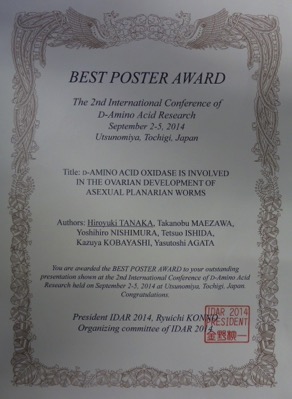 BEST POSTER AWARD
The 2nd International Conference of
D-Amino Acid Research
September 2-5, 2014
Utsunomiya, Tochigi, Japan
Title: D-AMINO ACID OXIDASE IS INVOLVED
IN THE OVARIAN DEVELOPMENT OF
ASEXUAL PLANARIAN WORMS
Authors: Hiroyuki TANAKA, Takanobu MAEZAWA,
Yoshihiro NISHIMURA, Tetsuo ISHIDA,
Kazuya KOBAYASHI, Yasutoshi AGATA
You are awarded the BEST POSTER AWARD to your outstanding
presentation shown at the 2nd International Conference of D-Amino Acid
Research held on September 2-5, 2014 at Utsunomiya, Tochigi, Japan
Congratulations.
President IDAR 2014, Ryuichi KONNO
Organizing committee of IDAR 2014
IDAR 2014
PRESIDENT